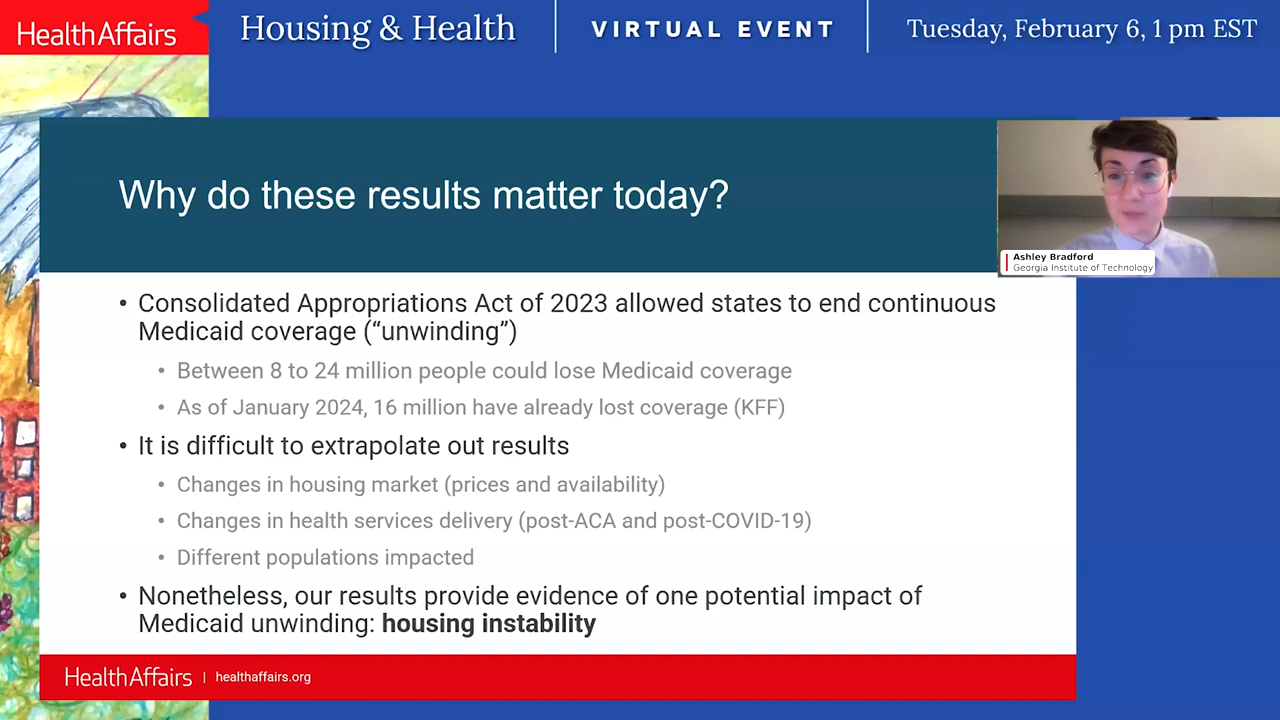 HealthAffairs
Housing & Health
VIRTUAL EVENT
Tuesday, February 6, 1 pm EST
Why do these results matter today?
Ashley Bradford
Georgia Institute of Technology
• Consolidated Appropriations Act of 2023 allowed states to end continuous
Medicaid coverage (“unwinding”)
• Between 8 to 24 million people could lose Medicaid coverage
• As of January 2024, 16 million have already lost coverage (KFF)
• It is difficult to extrapolate out results
• Changes in housing market (prices and availability)
• Changes in health services delivery (post-ACA and post-COVID-19)
• Different populations impacted
• Nonetheless, our results provide evidence of one potential impact of
Medicaid unwinding: housing instability
HealthAffairs | healthaffairs.org